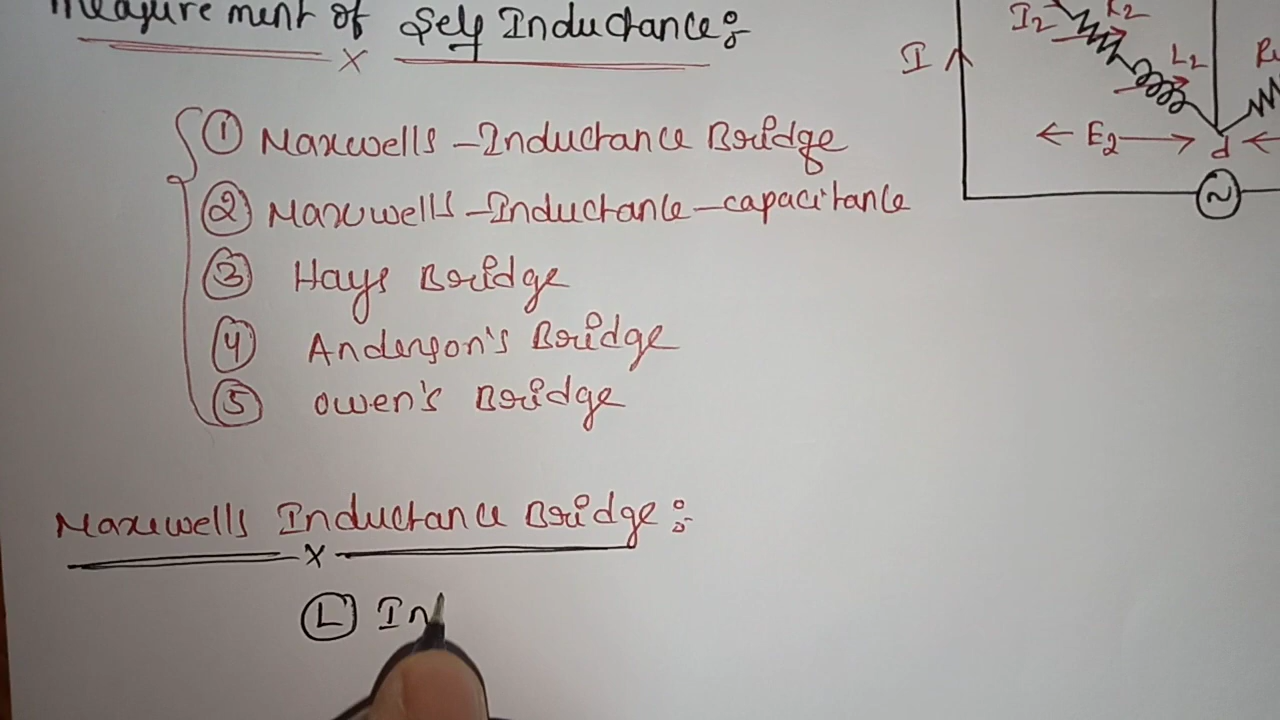 Measurement of Self Inductance:
① Maxwells - Inductance Bridge
② Maxwells - Inductance - capacitance
③ Hays Bridge
④ Anderson's Bridge
⑤ Owen's Bridge
Maxwells Inductance Bridge:
Ⓛ In
I2 R2
I L2
← E2 → d ←
~